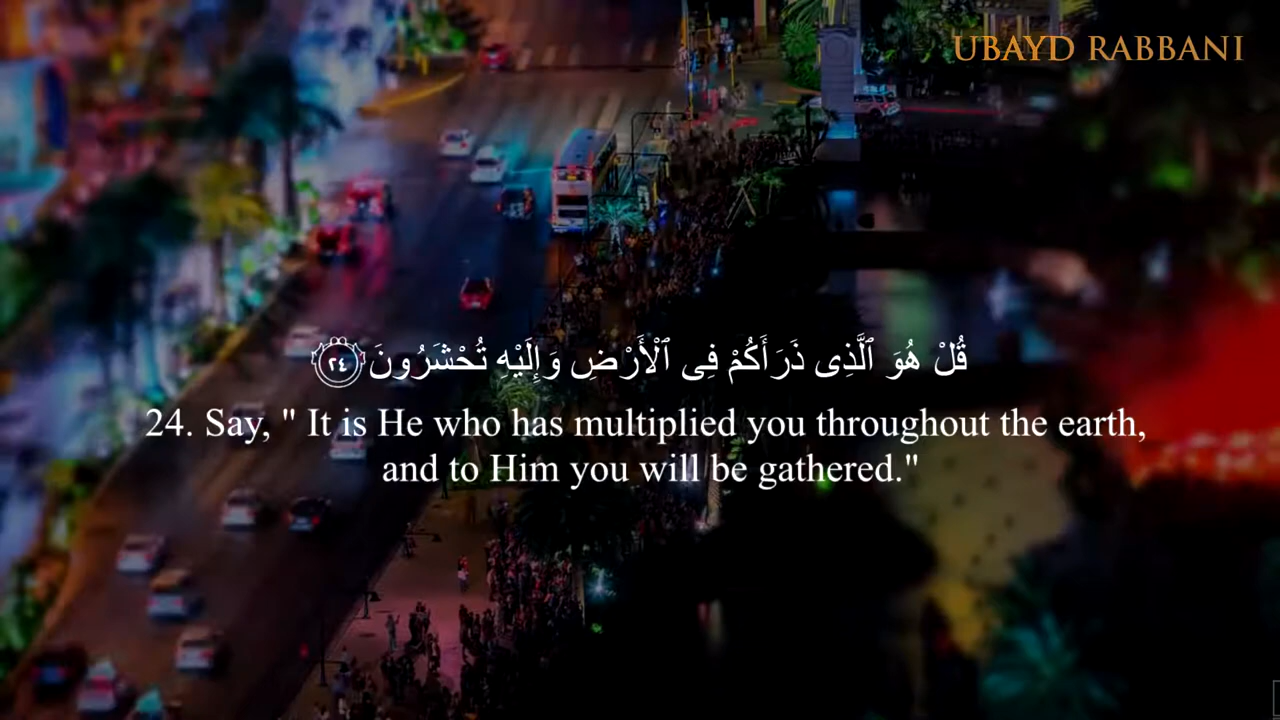 UBAYD RABBANI
قُلْ هُوَ ٱلَّذِى ذَرَأَكُمْ فِى ٱلْأَرْضِ وَإِلَيْهِ تُحْشَرُونَ ٢٤
24. Say, " It is He who has multiplied you throughout the earth,
and to Him you will be gathered."